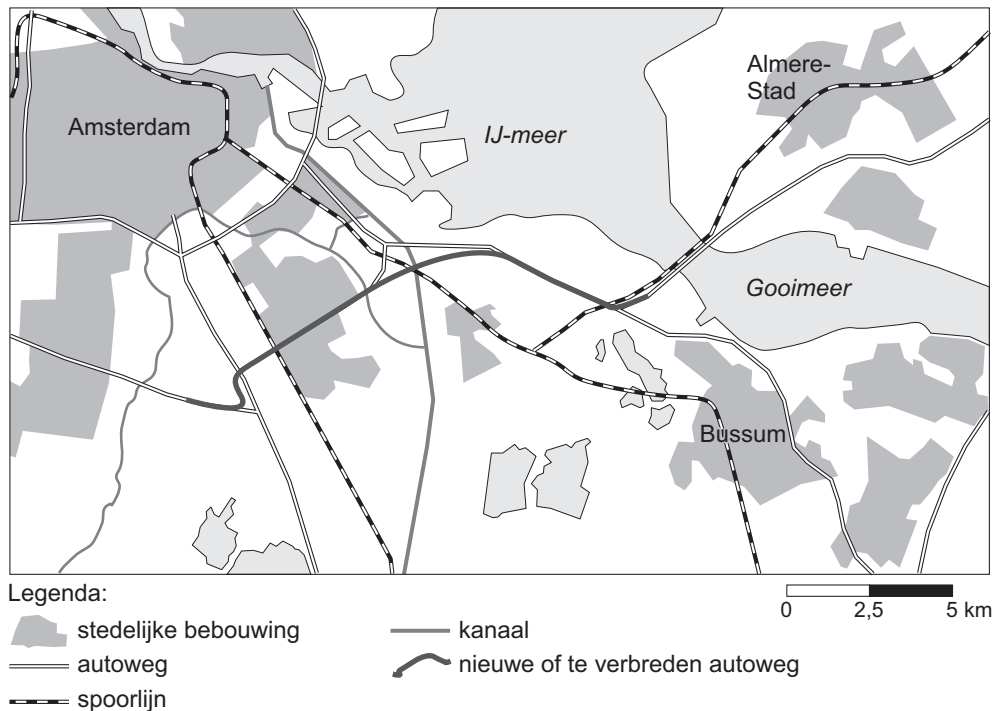 Almere-
Stad
Amsterdam
IJ-meer
Gooimeer
Bussum
Legenda:
stedelijke bebouwing
autoweg
spoorlijn
kanaal
nieuwe of te verbreden autoweg
0 2,5 5 km